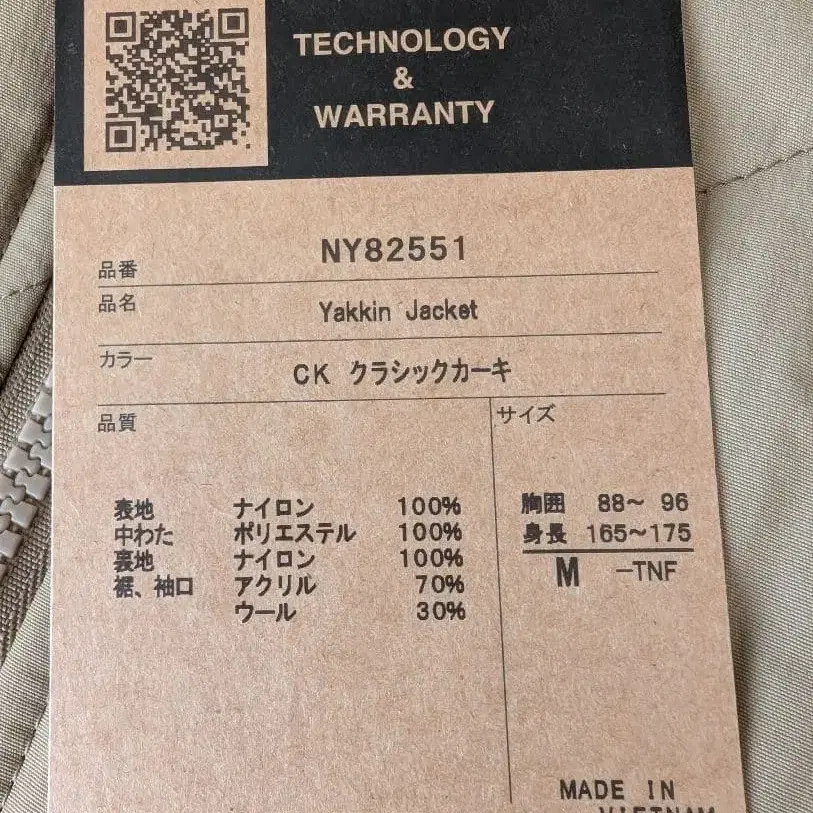 TECHNOLOGY
&
WARRANTY
品番 NY82551
品名 Yakkin Jacket
カラー CK クラシックカーキ
品質
表地 ナイロン 100%
中わた ポリエステル 100%
裏地 ナイロン 100%
裾、袖口 アクリル 70%
ウール 30%
サイズ
胸囲 88～ 96
身長 165～175
M -TNF
MADE IN
VIETNAM